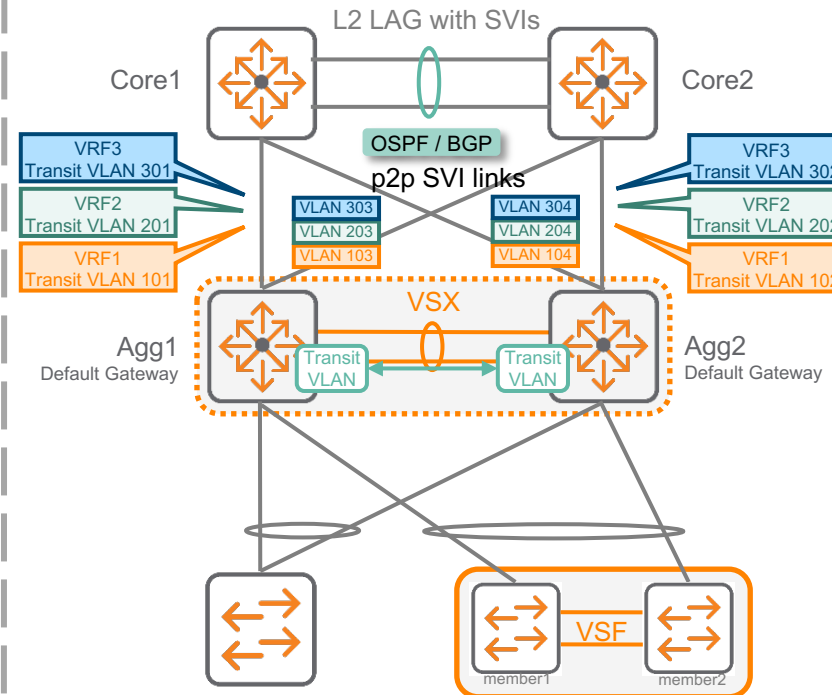 L2 LAG with SVIs
Core1
Core2
OSPF / BGP
p2p SVI links
VRF3
Transit VLAN 301
VRF2
Transit VLAN 201
VRF1
Transit VLAN 101
VLAN 303
VLAN 203
VLAN 103
VLAN 304
VLAN 204
VLAN 104
VRF3
Transit VLAN 302
VRF2
Transit VLAN 202
VRF1
Transit VLAN 102
VSX
Agg1
Default Gateway
Transit
VLAN
Transit
VLAN
Agg2
Default Gateway
VSF
member1
member2